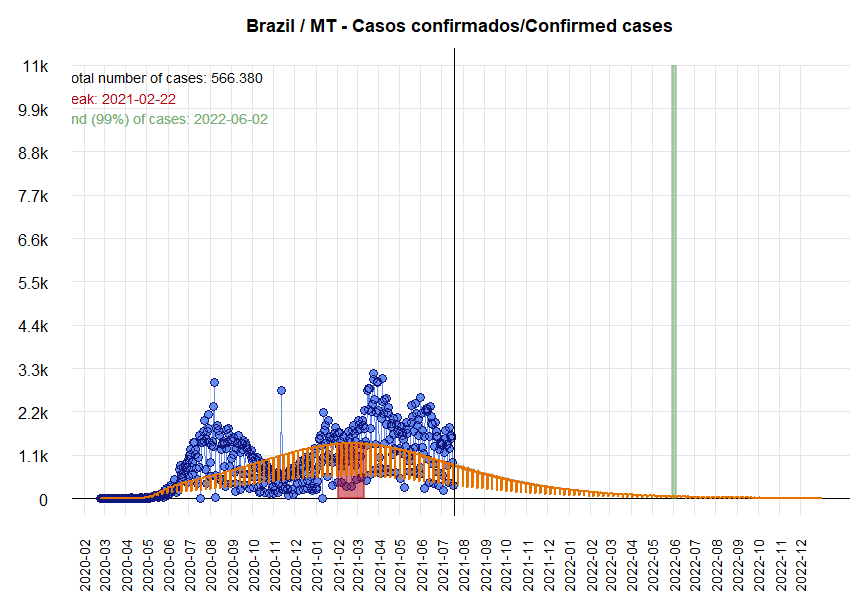 Brazil / MT - Casos confirmados/Confirmed cases
11k
otal number of cases: 566.380
eak: 2021-02-22
9.9k
nd (99%) of cases: 2022-06-02
8.8k
7.7k
6.6k
5.5k
4.4k
3.3k
2.2k
1.1k
0
2020-02
2020-03
2020-04
2020-05
2020-06
2020-07
2020-08
2020-09
2020-10
2020-11
2020-12
2021-01
2021-02
2021-03
2021-04
2021-05
2021-06
2021-07
2021-08
2021-09
2021-10
2021-11
2021-12
2022-01
2022-02
2022-03
2022-04
2022-05
2022-06
2022-07
2022-08
2022-09
2022-10
2022-11
2022-12